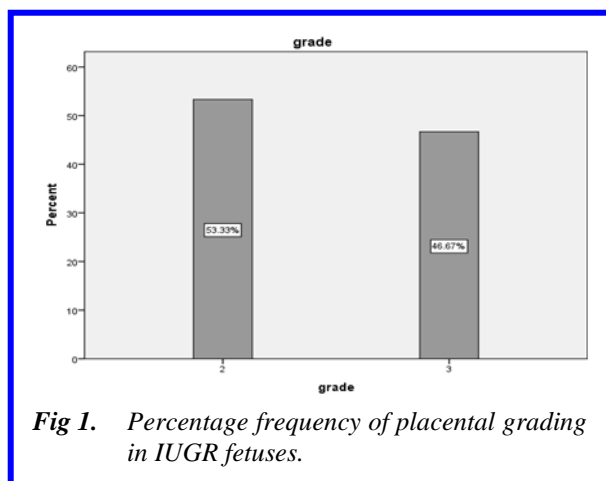 grade
60
50
40
30
20
10
0
Percent
53.33%
46.67%
2
3
grade
Fig 1. Percentage frequency of placental grading
in IUGR fetuses.